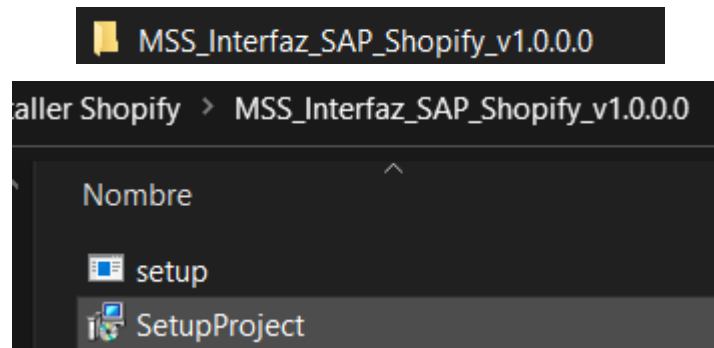 MSS_Interfaz_SAP_Shopify_v1.0.0.0
aller Shopify > MSS_Interfaz_SAP_Shopify_v1.0.0.0
Nombre
setup
SetupProject